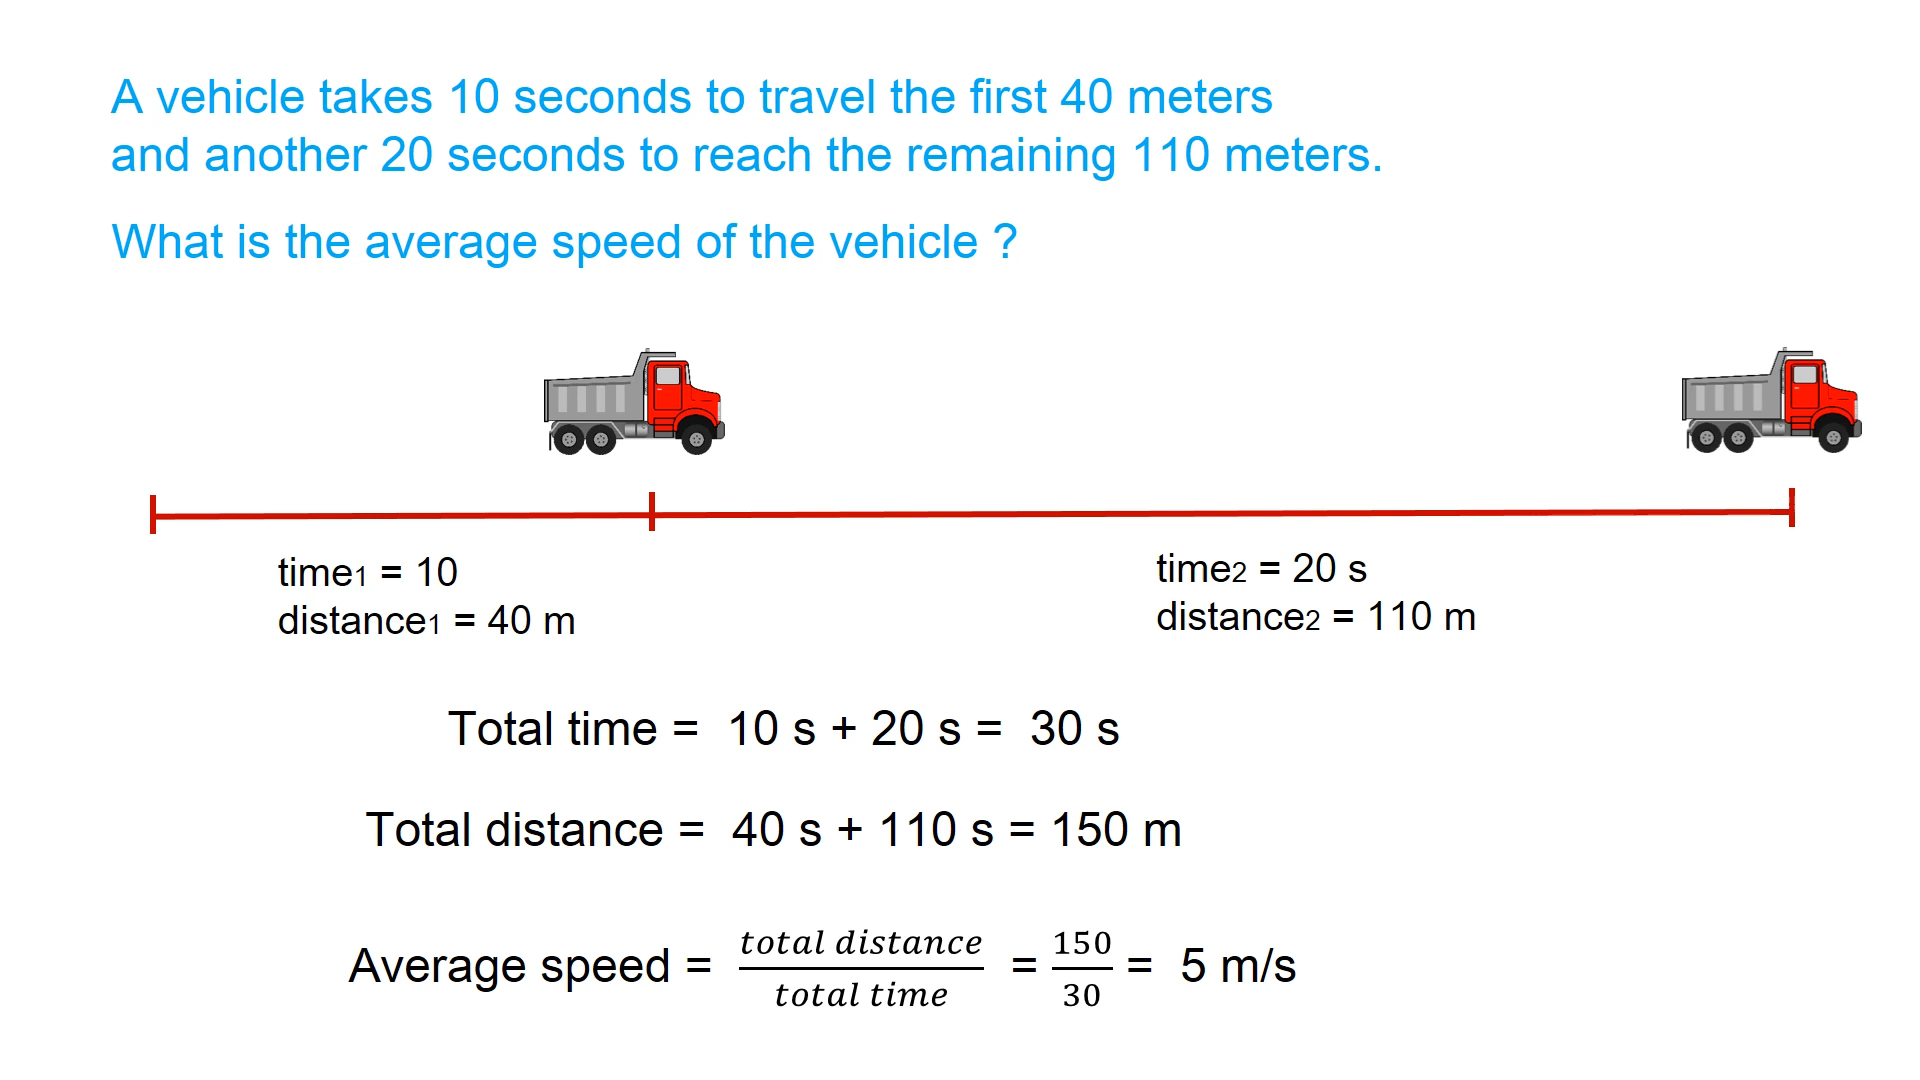 A vehicle takes 10 seconds to travel the first 40 meters
and another 20 seconds to reach the remaining 110 meters.
What is the average speed of the vehicle ?
time1 = 10
distance1 = 40 m
time2 = 20 s
distance2 = 110 m
Total time = 10 s + 20 s = 30 s
Total distance = 40 s + 110 s = 150 m
Average speed = total distance / total time = 150 / 30 = 5 m/s